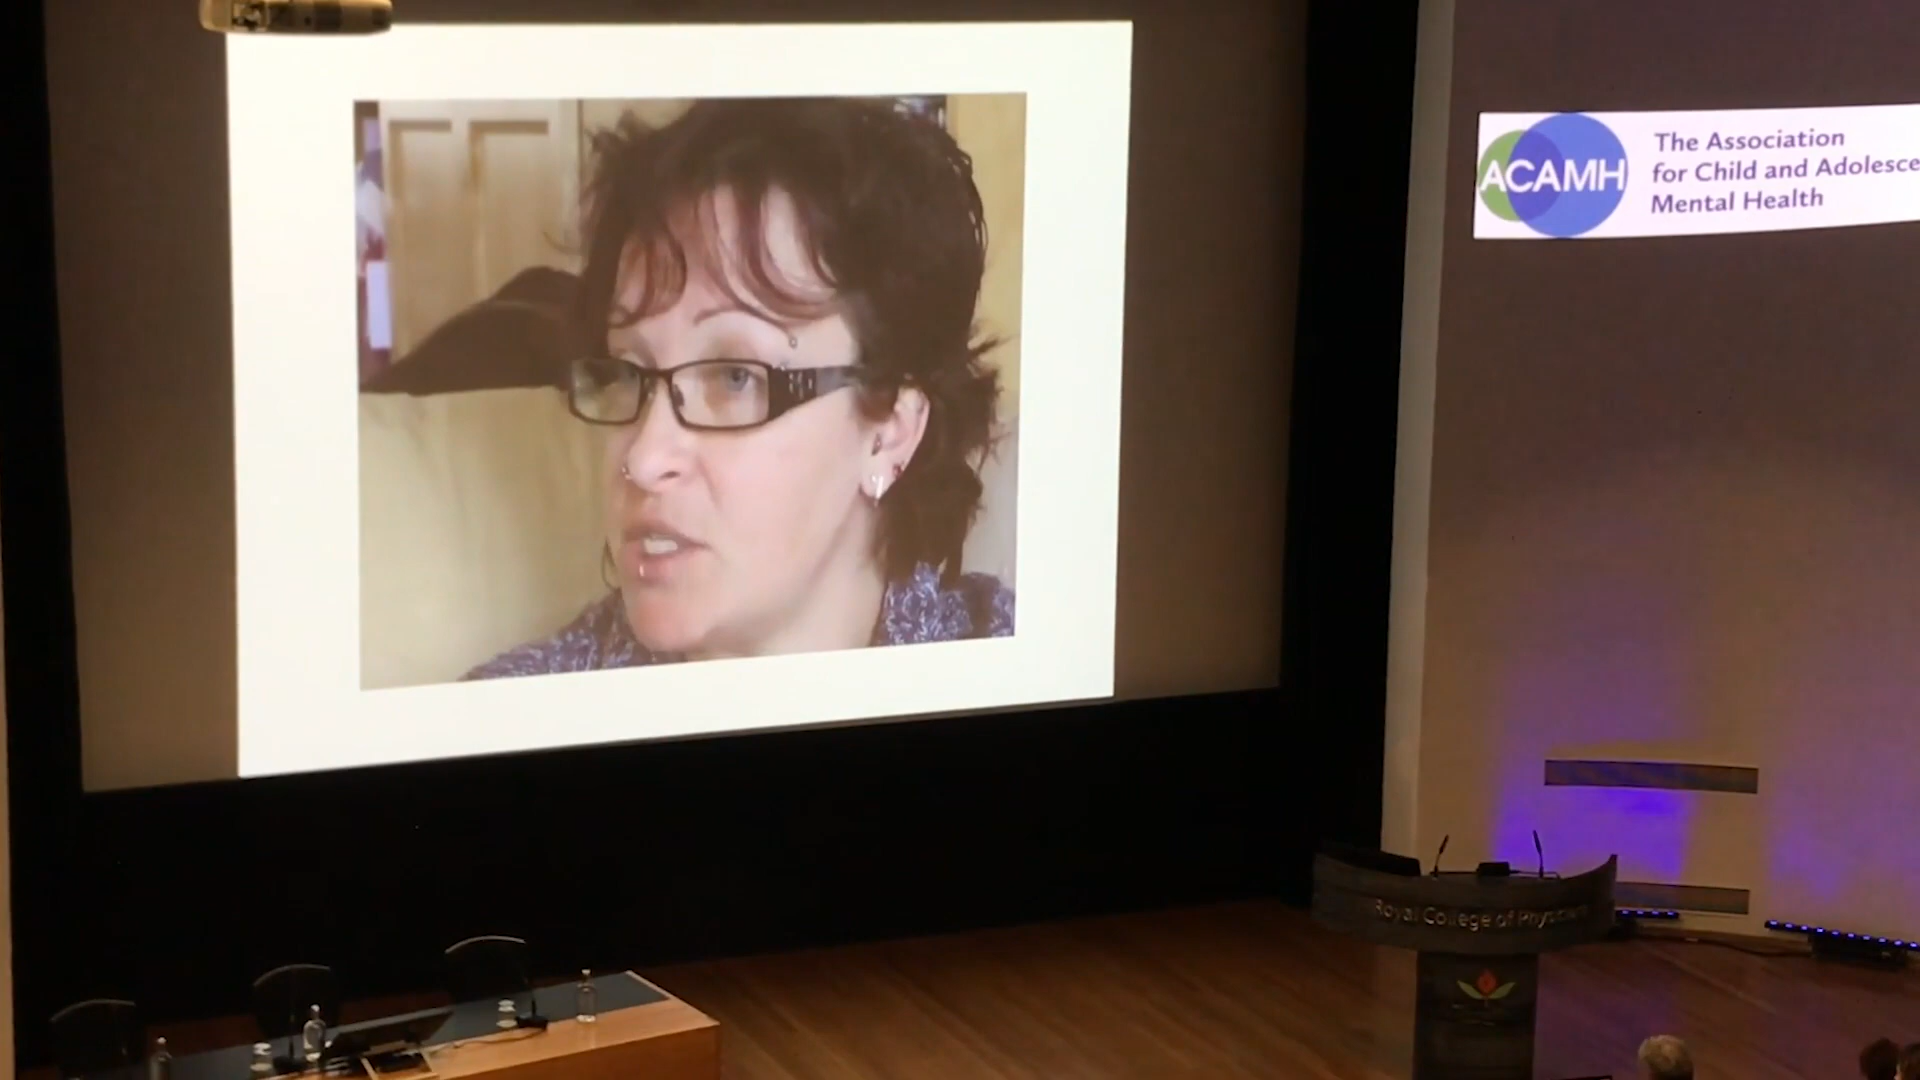 ACAMH
The Association
for Child and Adolesce
Mental Health
Royal College of Physicians